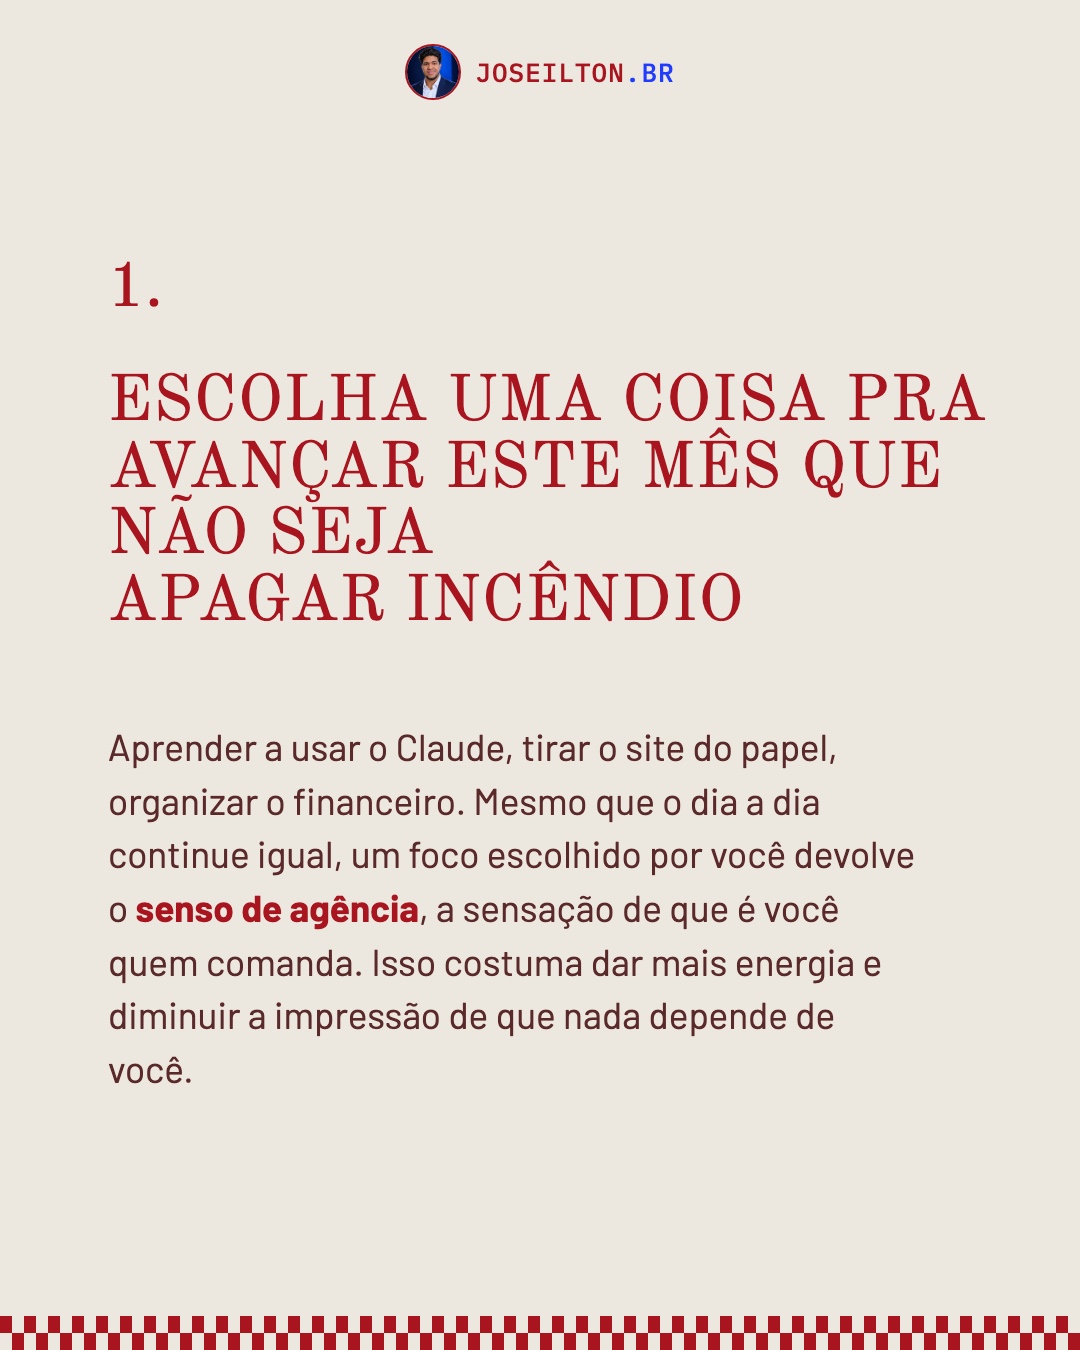 JOSEILTON.BR
1.
ESCOLHA UMA COISA PRA
AVANÇAR ESTE MÊS QUE
NÃO SEJA
APAGAR INCÊNDIO
Aprender a usar o Claude, tirar o site do papel,
organizar o financeiro. Mesmo que o dia a dia
continue igual, um foco escolhido por você devolve
o senso de agência, a sensação de que é você
quem comanda. Isso costuma dar mais energia e
diminuir a impressão de que nada depende de
você.